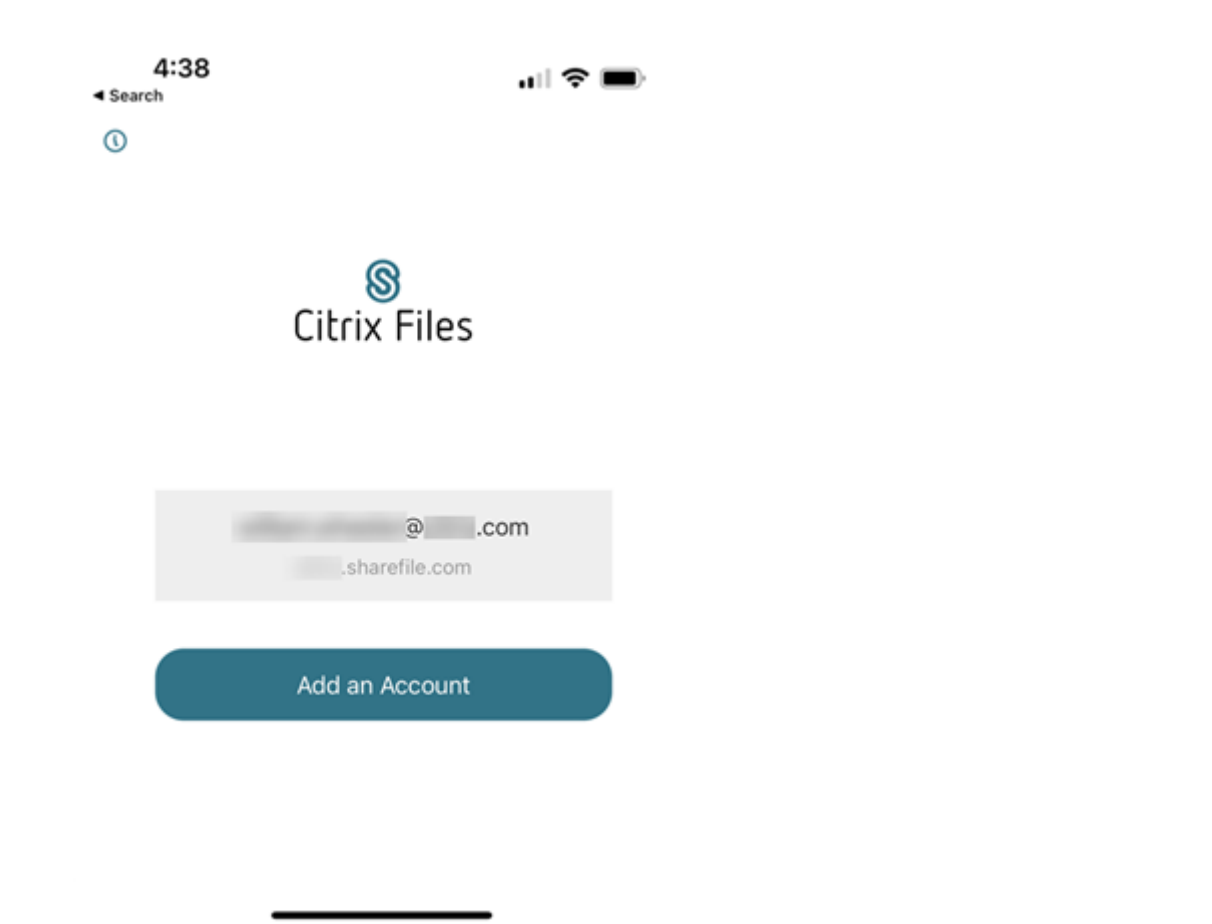 4:38
◀ Search
Citrix Files
@ .com
.sharefile.com
Add an Account